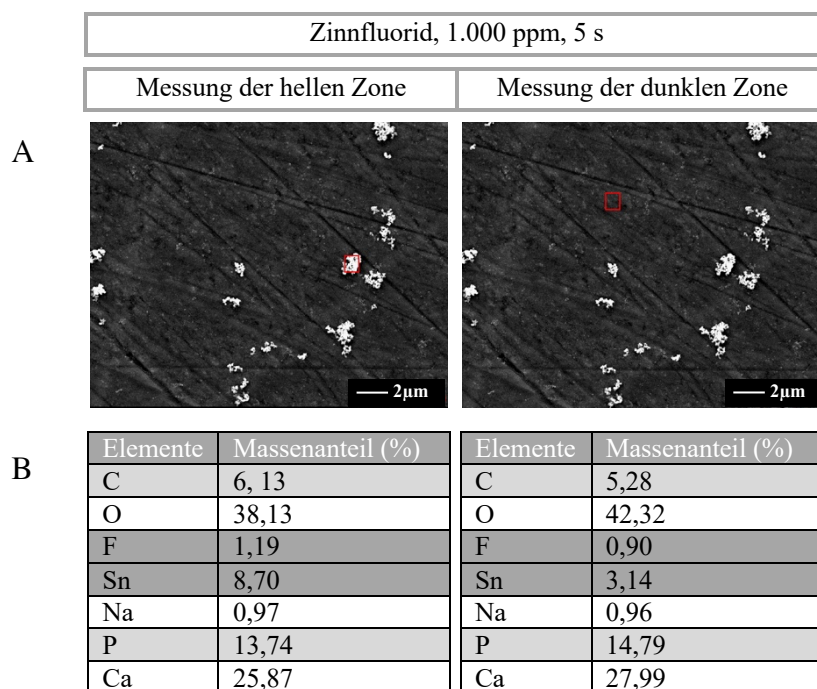 Zinnfluorid, 1.000 ppm, 5 s
Messung der hellen Zone Messung der dunklen Zone
A
2µm 2µm
B
Elemente Massenanteil (%) Elemente Massenanteil (%)
C 6, 13 C 5,28
O 38,13 O 42,32
F 1,19 F 0,90
Sn 8,70 Sn 3,14
Na 0,97 Na 0,96
P 13,74 P 14,79
Ca 25,87 Ca 27,99